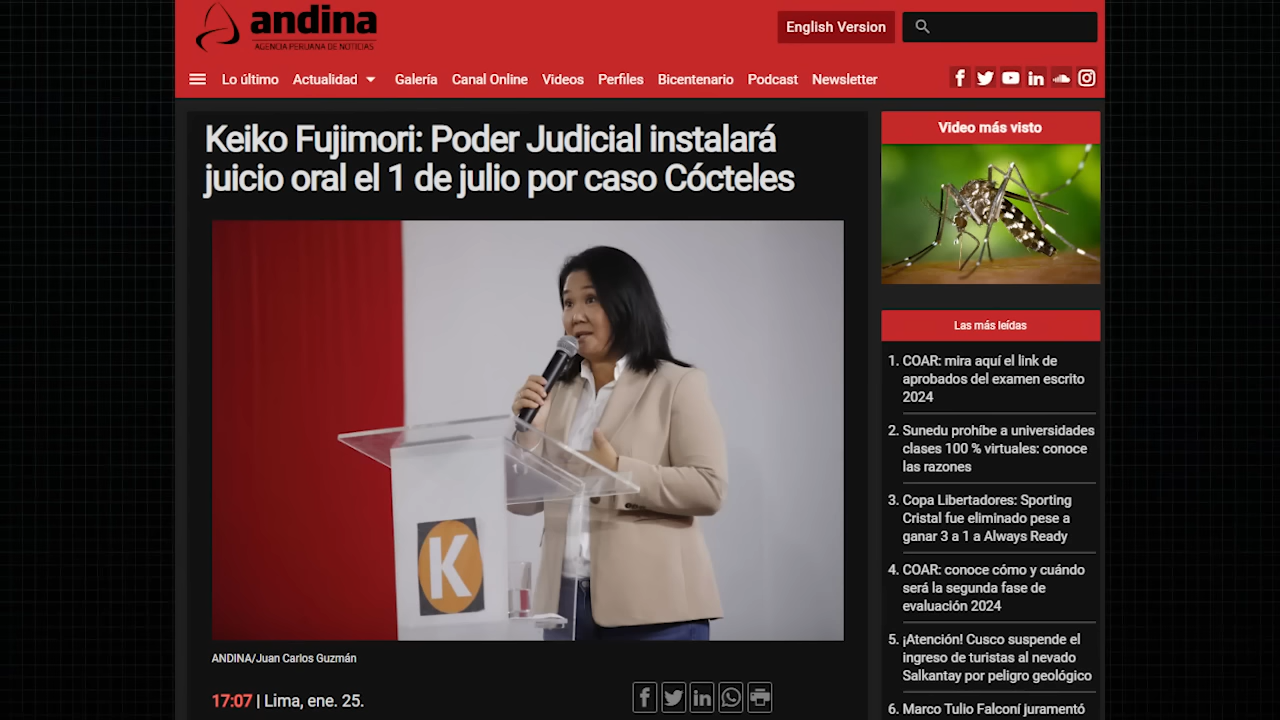 andina
AGENCIA PERUANA DE NOTICIAS
English Version
Lo último
Actualidad
Galería
Canal Online
Videos
Perfiles
Bicentenario
Podcast
Newsletter
Keiko Fujimori: Poder Judicial instalará
juicio oral el 1 de julio por caso Cócteles
K
ANDINA/Juan Carlos Guzmán
17:07 | Lima, ene. 25.
Video más visto
Las más leídas
1. COAR: mira aquí el link de
aprobados del examen escrito
2024
2. Sunedu prohíbe a universidades
clases 100 % virtuales: conoce
las razones
3. Copa Libertadores: Sporting
Cristal fue eliminado pese a
ganar 3 a 1 a Always Ready
4. COAR: conoce cómo y cuándo
será la segunda fase de
evaluación 2024
5. ¡Atención! Cusco suspende el
ingreso de turistas al nevado
Salkantay por peligro geológico
6. Marco Tulio Falconí juramentó